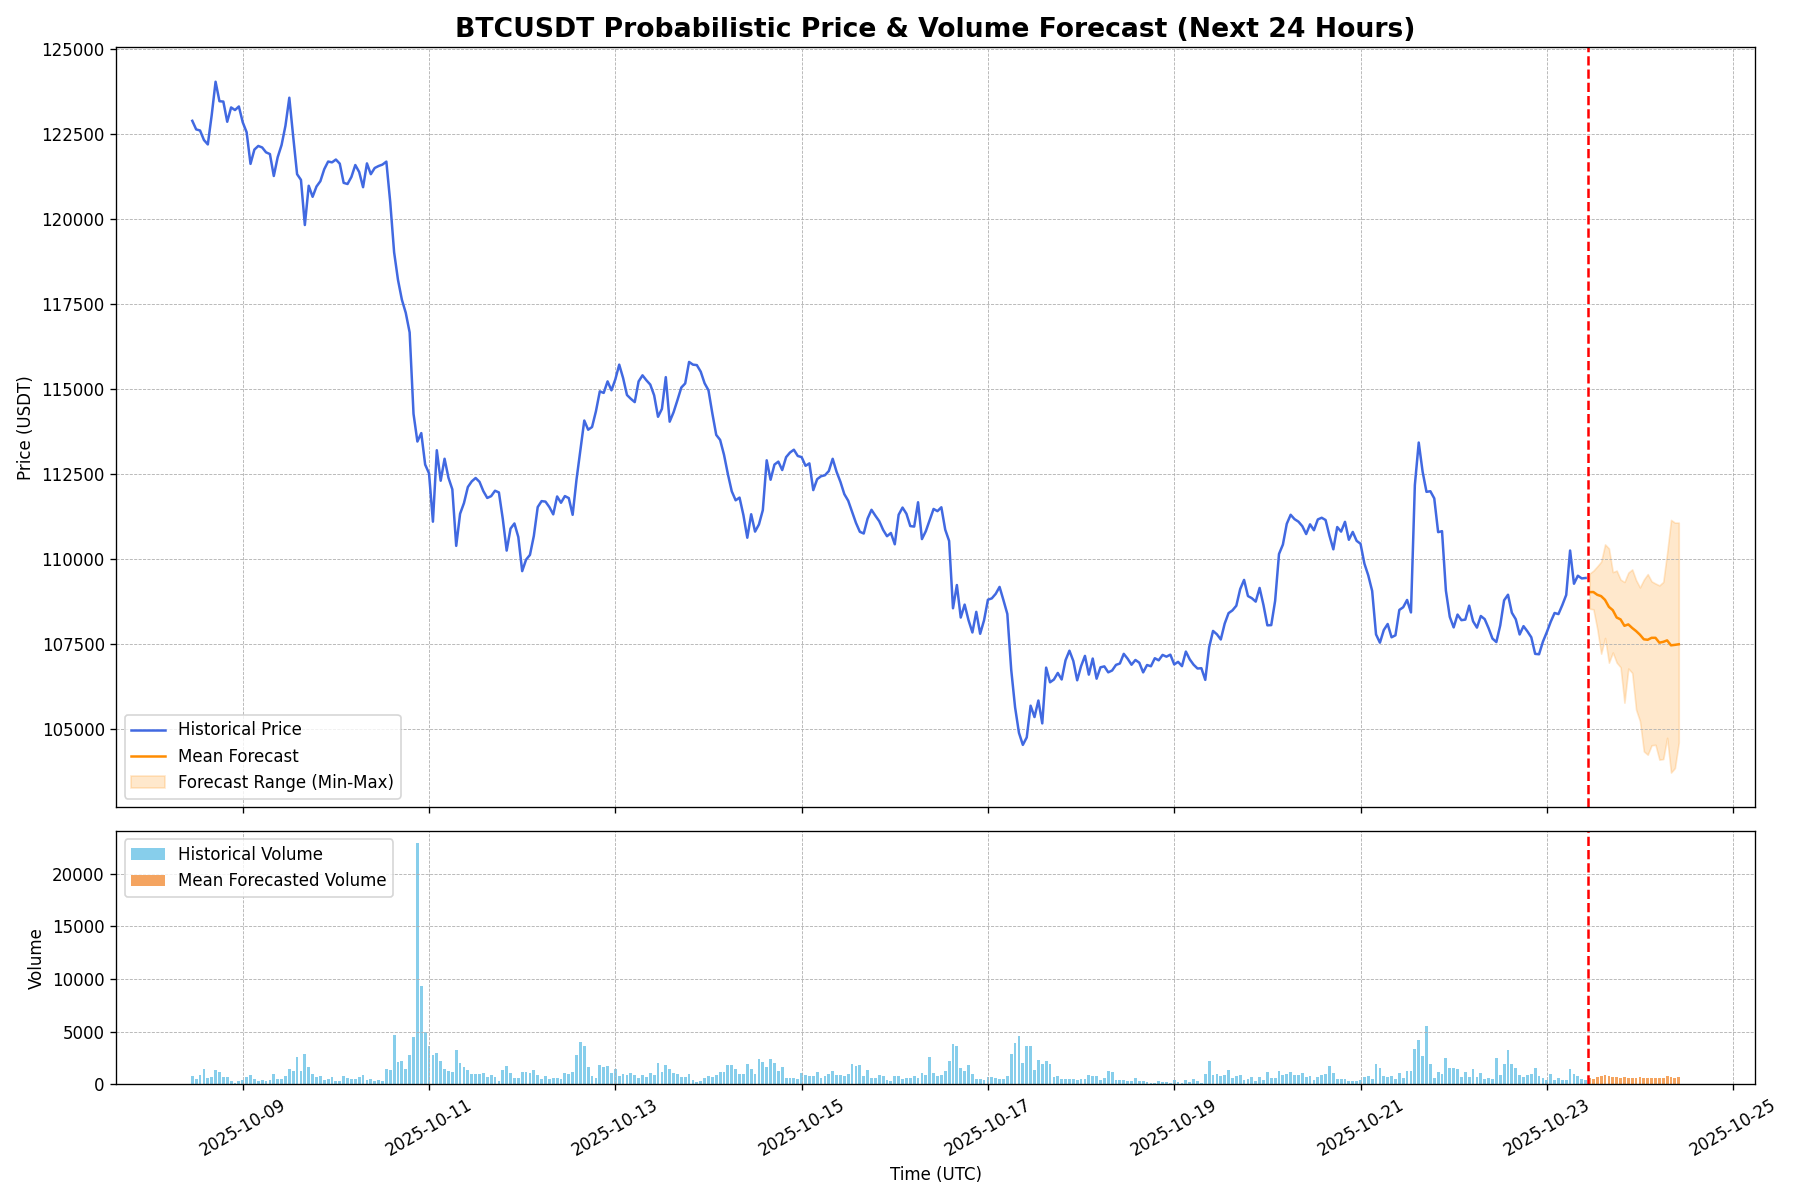 BTCUSDT Probabilistic Price & Volume Forecast (Next 24 Hours)
125000
122500
120000
117500
115000
112500
110000
107500
105000
Price (USDT)
Historical Price
Mean Forecast
Forecast Range (Min-Max)
20000
15000
10000
5000
0
Volume
Historical Volume
Mean Forecasted Volume
2025-10-09
2025-10-11
2025-10-13
2025-10-15
2025-10-17
2025-10-19
2025-10-21
2025-10-23
2025-10-25
Time (UTC)